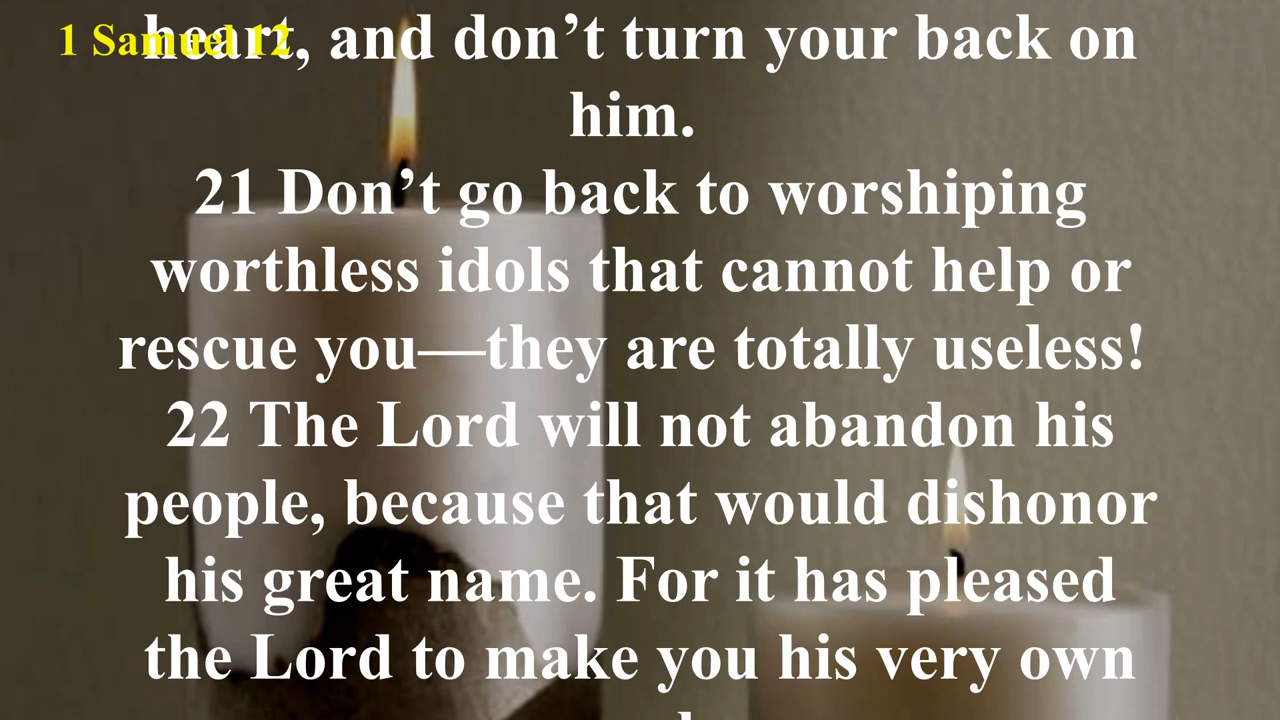 1 Samuel 12
heart, and don’t turn your back on
him.
21 Don’t go back to worshiping
worthless idols that cannot help or
rescue you—they are totally useless!
22 The Lord will not abandon his
people, because that would dishonor
his great name. For it has pleased
the Lord to make you his very own